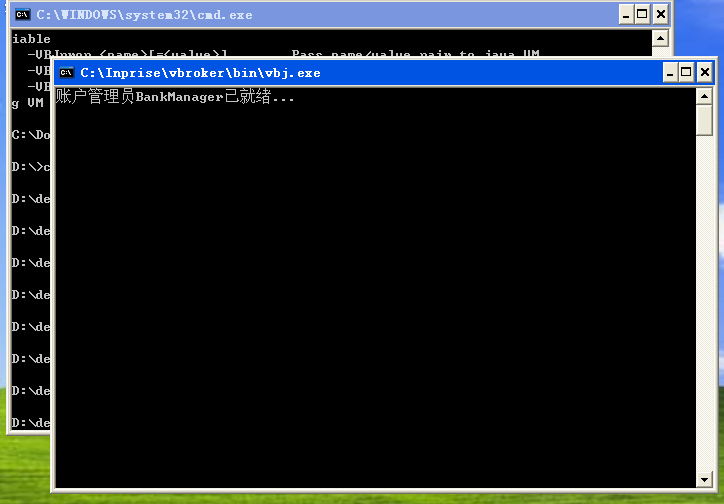 C:\WINDOWS\system32\cmd.exe
iable
-VBJprop <name>[=<value>] Pass name/value pair to java VM
-VB
-VB
g VM
C:\Do
D:\>c
D:\de
D:\de
D:\de
D:\de
D:\de
D:\de
D:\de
D:\de
C:\Inprise\vbroker\bin\vbj.exe
账户管理员BankManager已就绪...